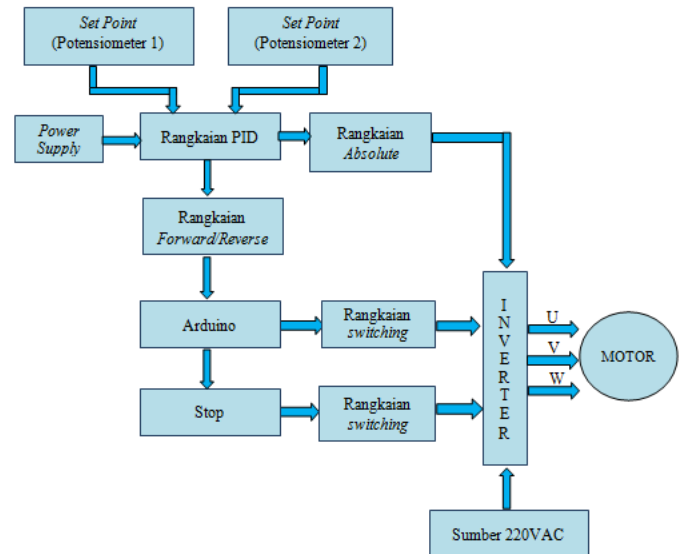 Set Point
(Potensiometer 1)
Set Point
(Potensiometer 2)
Power
Supply
Rangkaian PID
Rangkaian
Absolute
Rangkaian
Forward/Reverse
Arduino
Rangkaian
switching
Stop
Rangkaian
switching
INVERTER
U
V
W
MOTOR
Sumber 220VAC